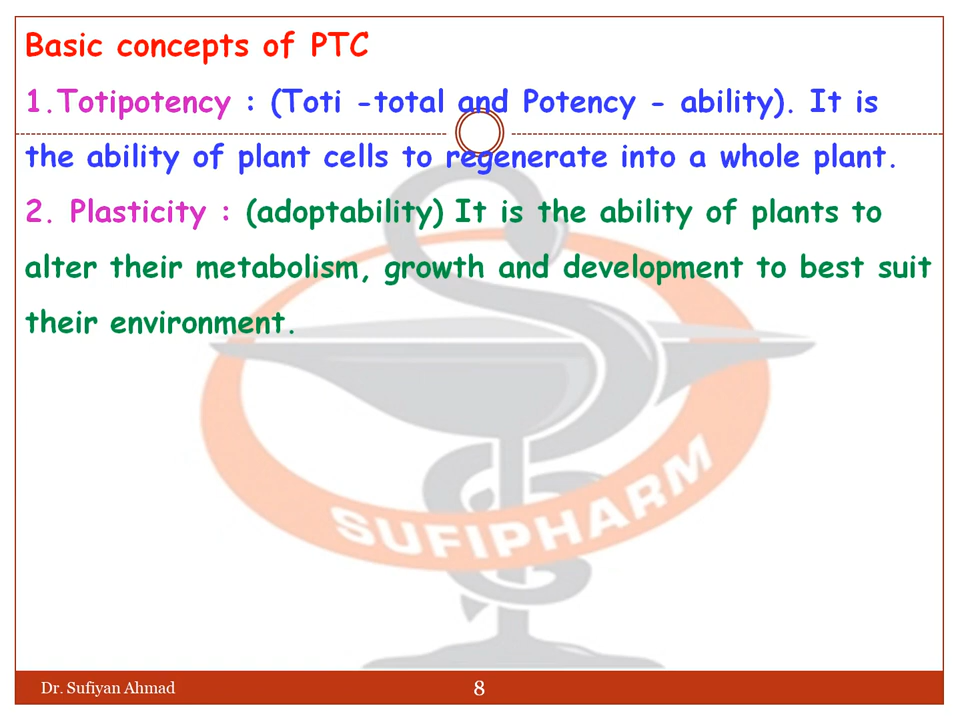 Basic concepts of PTC
1.Totipotency : (Toti -total and Potency - ability). It is
the ability of plant cells to regenerate into a whole plant.
2. Plasticity : (adoptability) It is the ability of plants to
alter their metabolism, growth and development to best suit
their environment.
SUFIPHARM
Dr. Sufiyan Ahmad
8